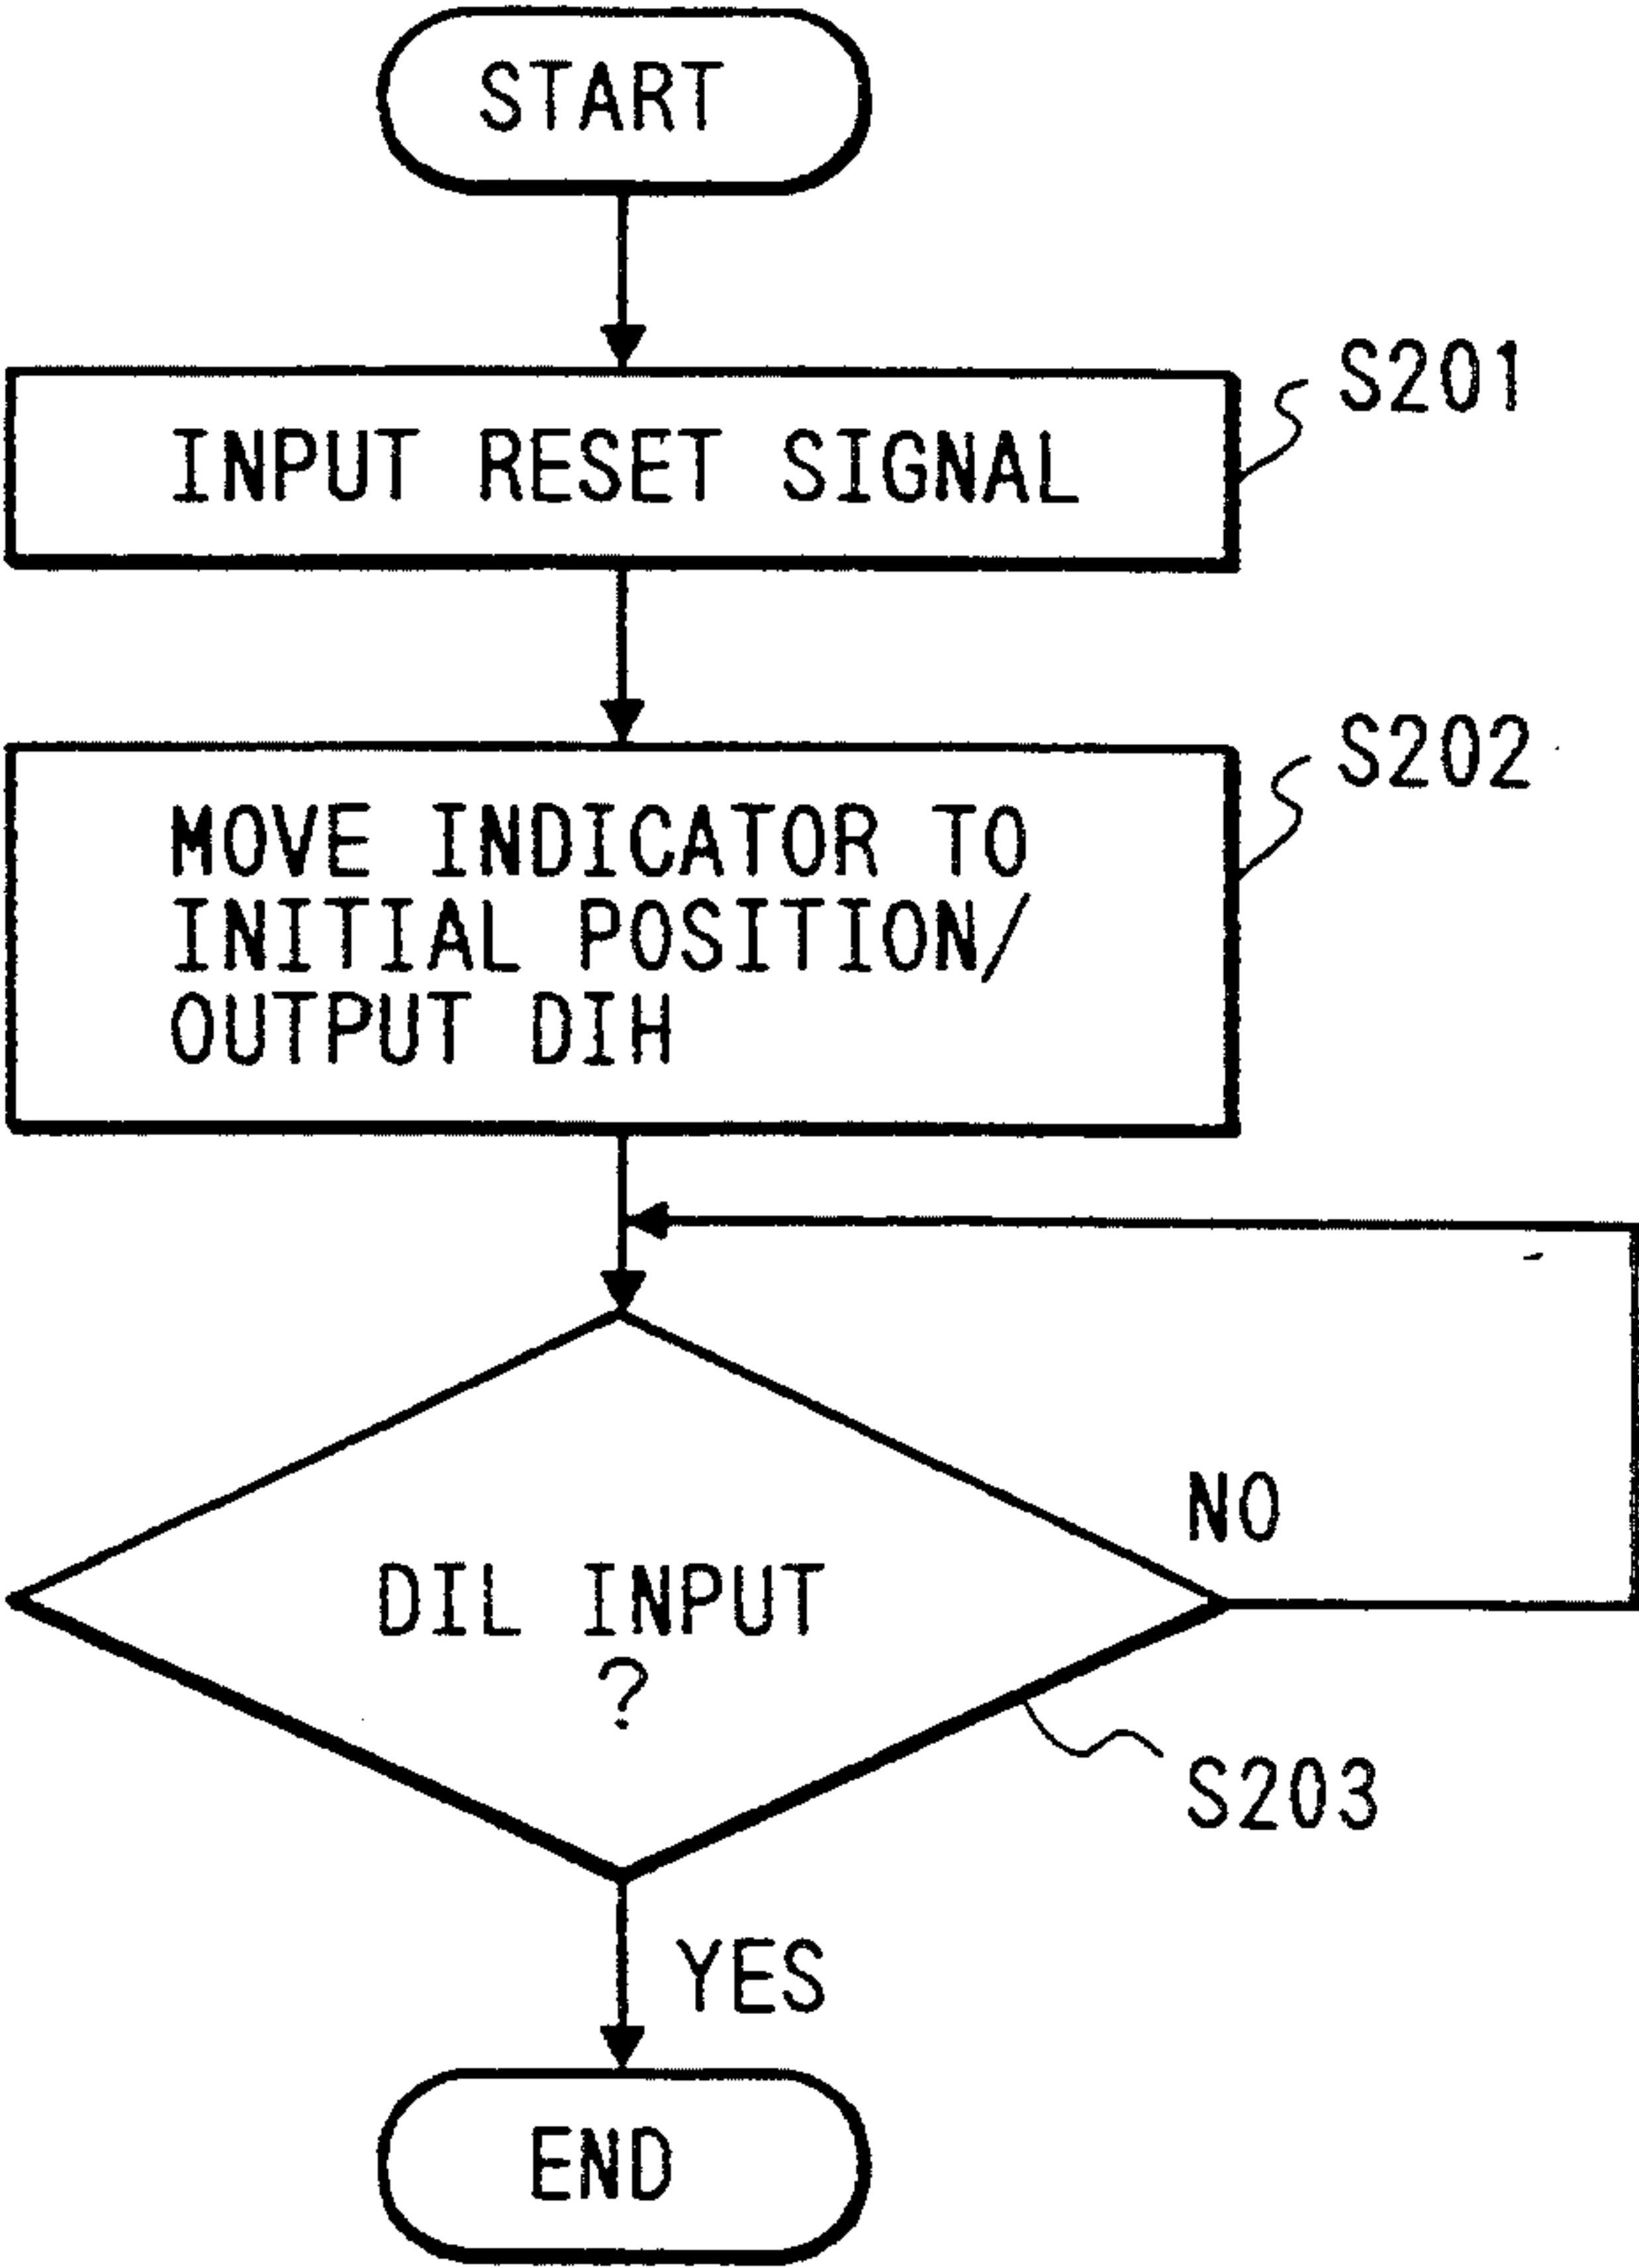 START
S201
INPUT RESET SIGNAL
S202
MOVE INDICATOR TO
INITIAL POSITION/
OUTPUT DIH
NO
DIL INPUT
?
S203
YES
END